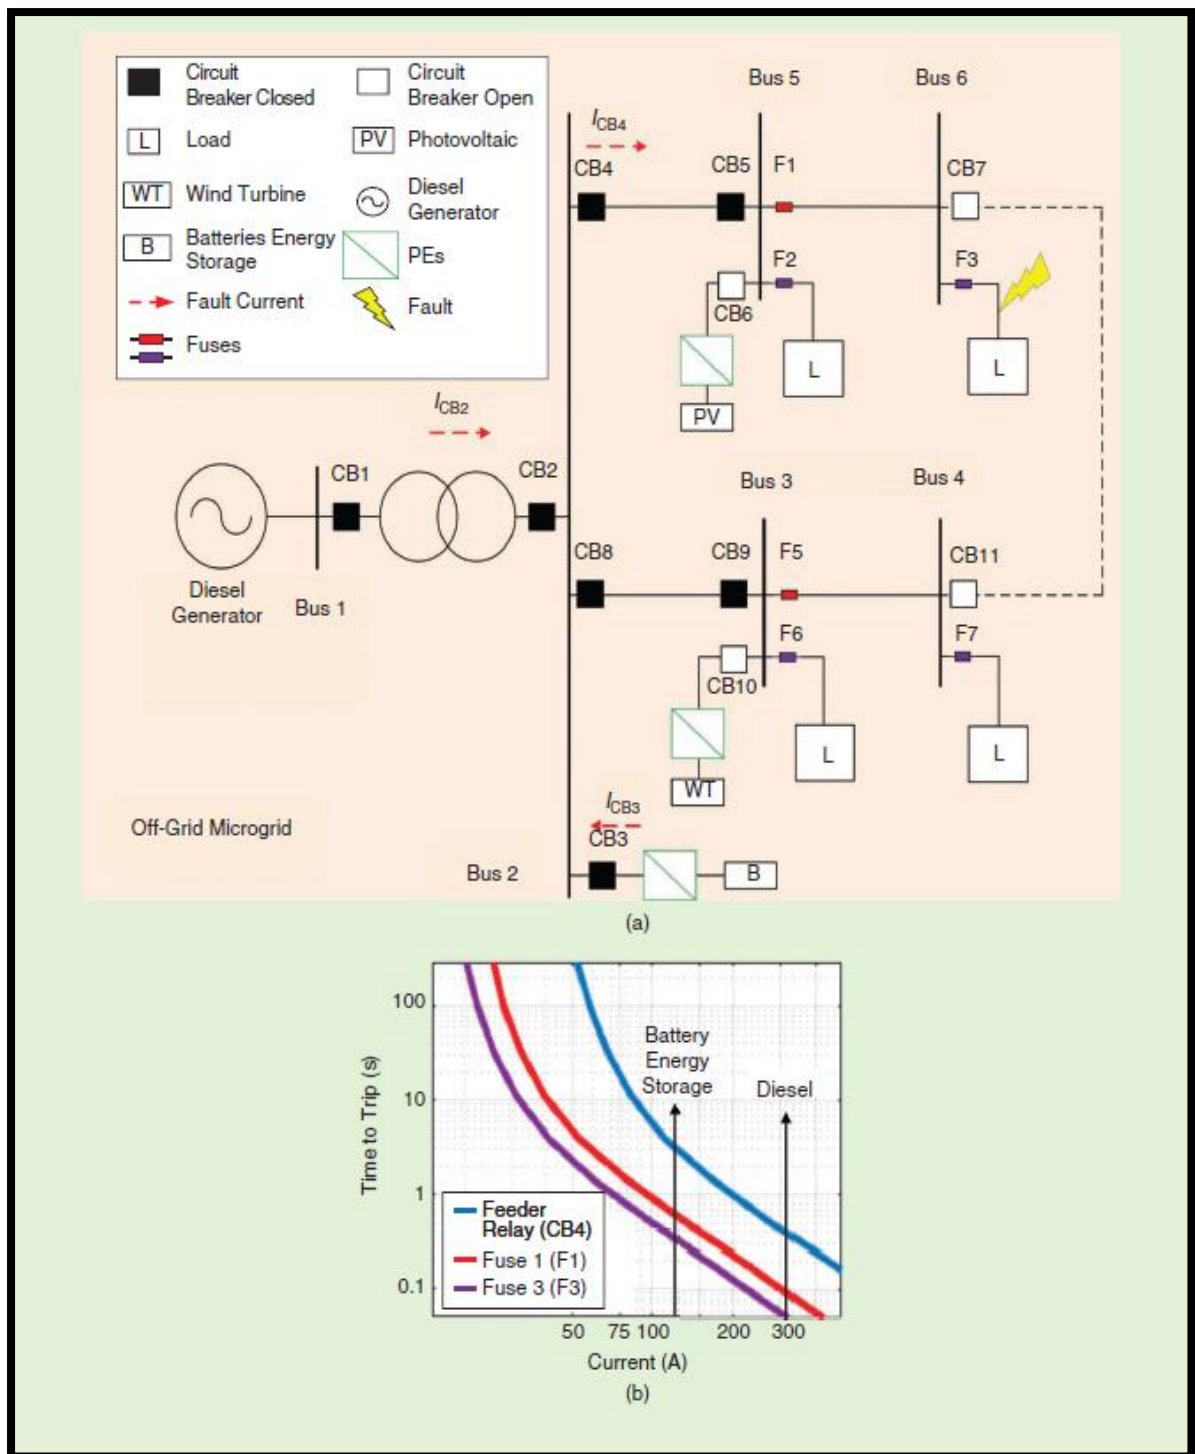 Circuit
Breaker Closed
Circuit
Breaker Open
L
Load
PV
Photovoltaic
WT
Wind Turbine
Diesel
Generator
B
Batteries Energy
Storage
PEs
Fault Current
Fault
Fuses
Bus 5
Bus 6
ICB4
CB4
CB5
F1
CB7
F2
F3
CB6
L
L
PV
ICB2
CB1
CB2
Bus 3
Bus 4
CB8
CB9
F5
CB11
Diesel
Generator
Bus 1
F6
F7
CB10
L
L
WT
ICB3
Off-Grid Microgrid
CB3
Bus 2
B
(a)
100
10
1
0.1
Time to Trip (s)
Battery
Energy
Storage
Diesel
Feeder
Relay (CB4)
Fuse 1 (F1)
Fuse 3 (F3)
50 75 100 200 300
Current (A)
(b)